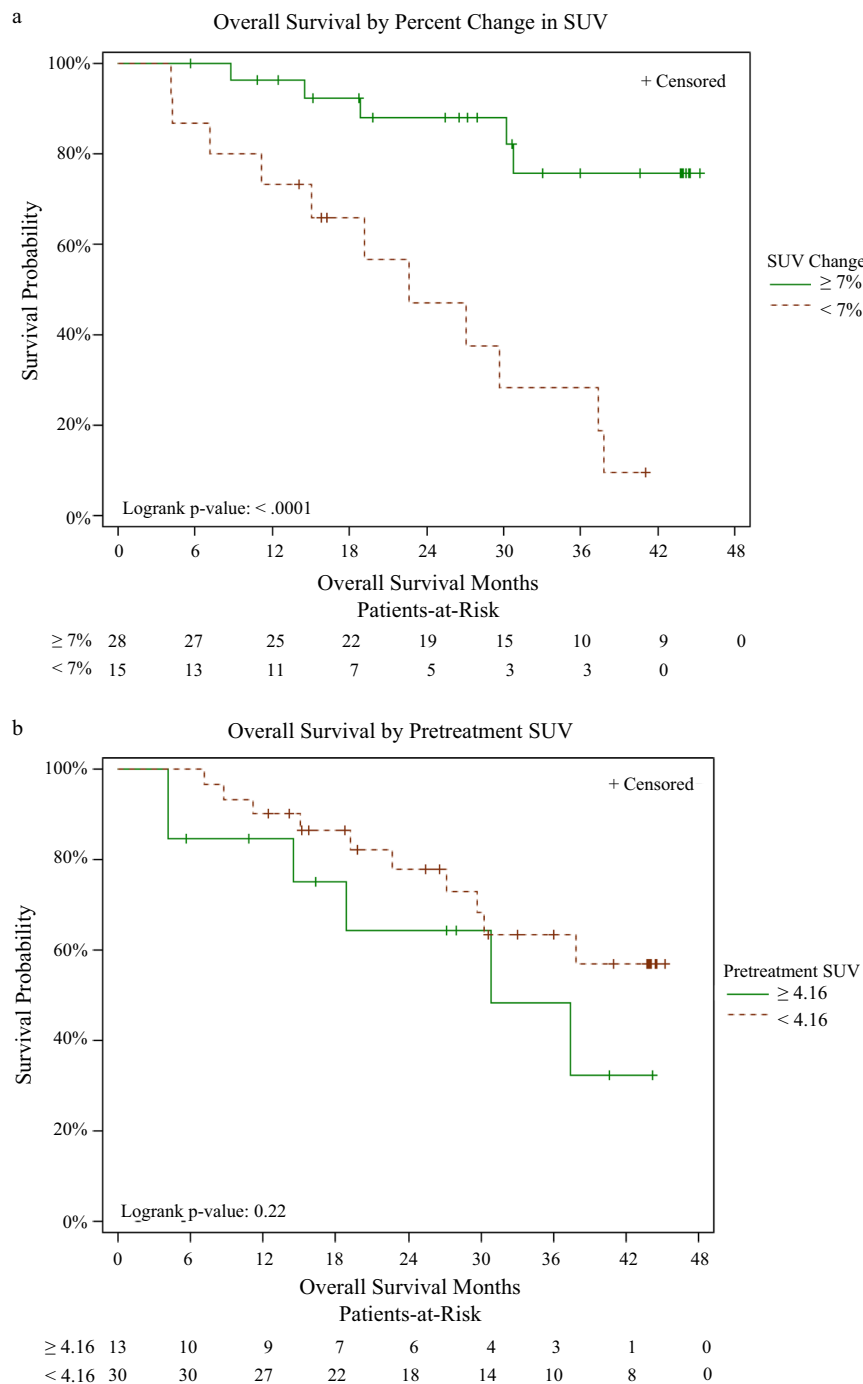 a
Overall Survival by Percent Change in SUV
100%
80%
60%
40%
20%
0%
Survival Probability
+ Censored
Logrank p-value: < .0001
SUV Change
≥ 7%
< 7%
0 6 12 18 24 30 36 42 48
Overall Survival Months
Patients-at-Risk
≥ 7% 28 27 25 22 19 15 10 9 0
< 7% 15 13 11 7 5 3 3 0
b
Overall Survival by Pretreatment SUV
100%
80%
60%
40%
20%
0%
Survival Probability
+ Censored
Logrank p-value: 0.22
Pretreatment SUV
≥ 4.16
< 4.16
0 6 12 18 24 30 36 42 48
Overall Survival Months
Patients-at-Risk
≥ 4.16 13 10 9 7 6 4 3 1 0
< 4.16 30 30 27 22 18 14 10 8 0